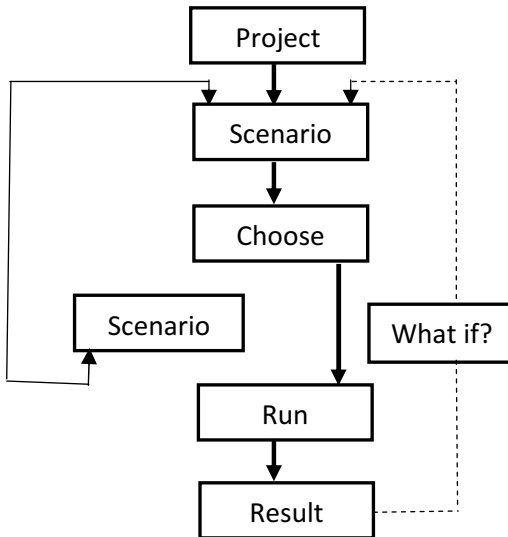 Project
Scenario
Choose
Scenario
What if?
Run
Result